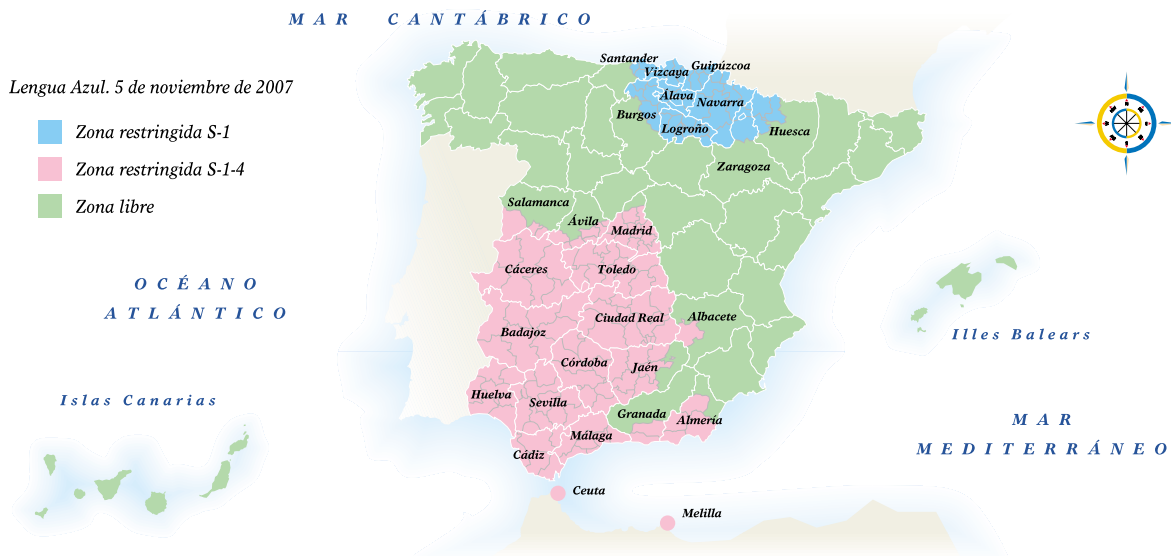 MAR CANTÁBRICO
Lengua Azul. 5 de noviembre de 2007
Zona restringida S-1
Zona restringida S-1-4
Zona libre
Santander
Vizcaya
Guipúzcoa
Álava
Navarra
Burgos
Logroño
Huesca
Zaragoza
Salamanca
Ávila
Madrid
Cáceres
Toledo
OCÉANO
ATLÁNTICO
Ciudad Real
Albacete
Badajoz
Illes Balears
Córdoba
Jaén
Huelva
Sevilla
Islas Canarias
Granada
Almería
Málaga
Cádiz
MAR
MEDITERRÁNEO
Ceuta
Melilla